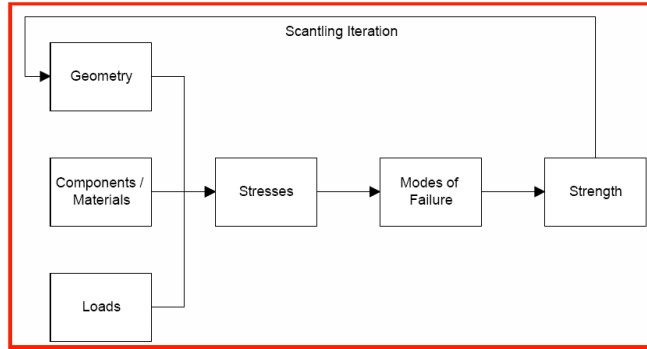 Scantling Iteration
Geometry
Components /
Materials
Stresses
Modes of
Failure
Strength
Loads